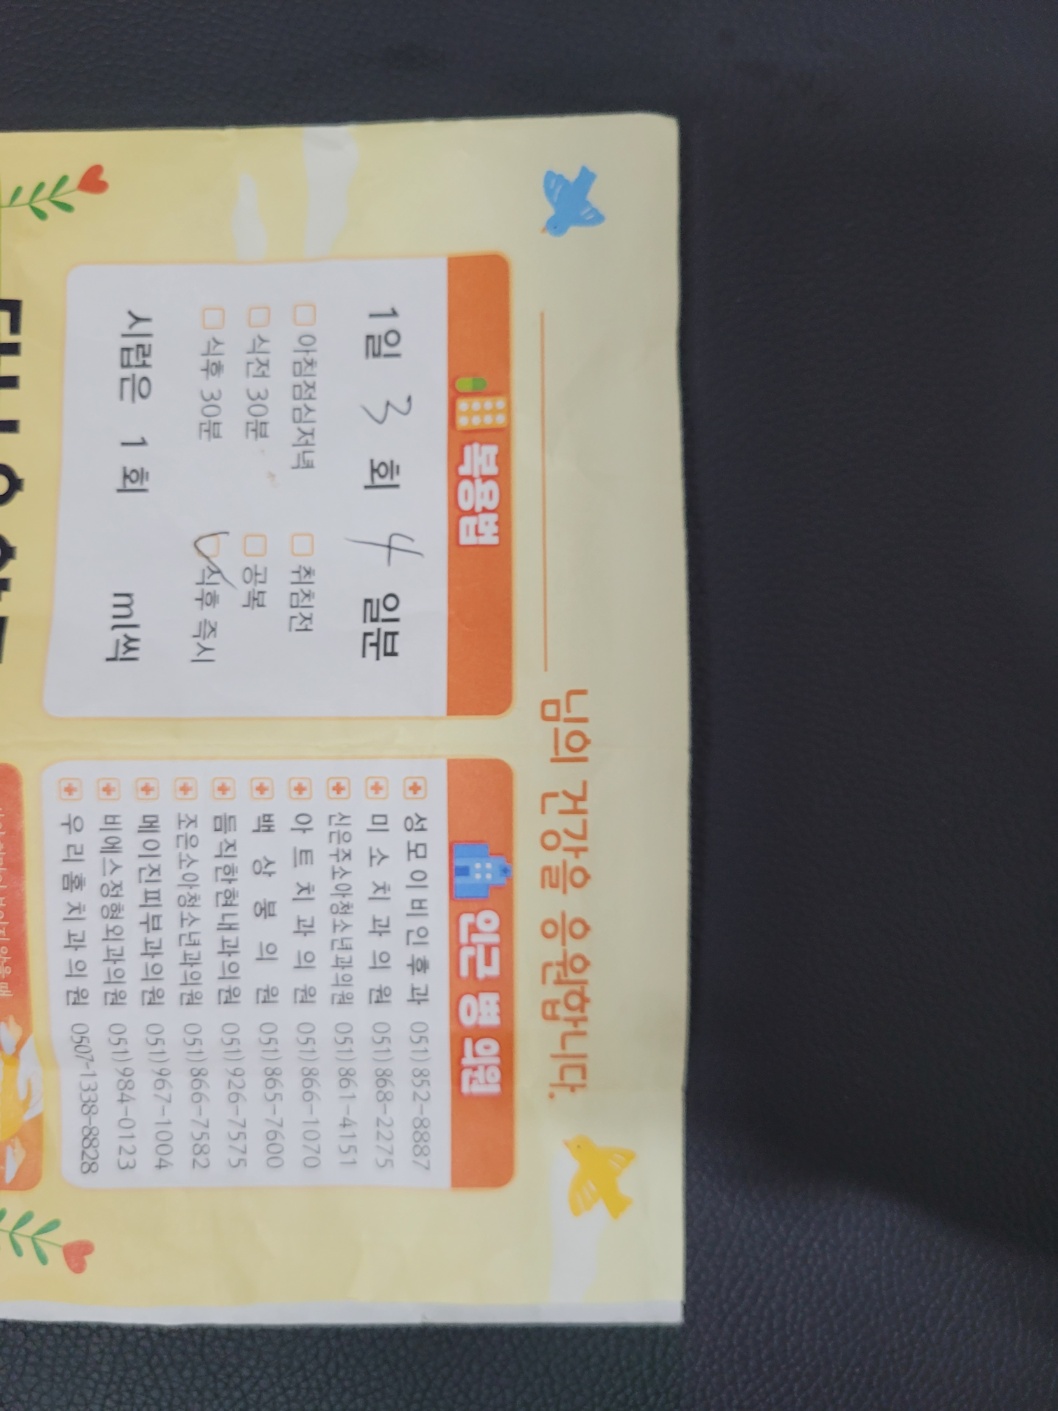 님의 건강을 응원합니다.
복용법
1일 3 회 4 일분
아침점심저녁 취침전
식전 30분 공복
식후 30분 식후 즉시
시럽은 1 회 ml씩
인근 병 의원
성모이비인후과 051)852-8887
미소치과의원 051)868-2275
신은주소아청소년과의원 051)861-4151
아트치과의원 051)866-1070
백상봉의원 051)865-7600
듬직한현내과의원 051)926-7575
조은소아청소년과의원 051)866-7582
메이진피부과의원 051)967-1004
비에스정형외과의원 051)984-0123
우리홈치과의원 0507-1338-8828